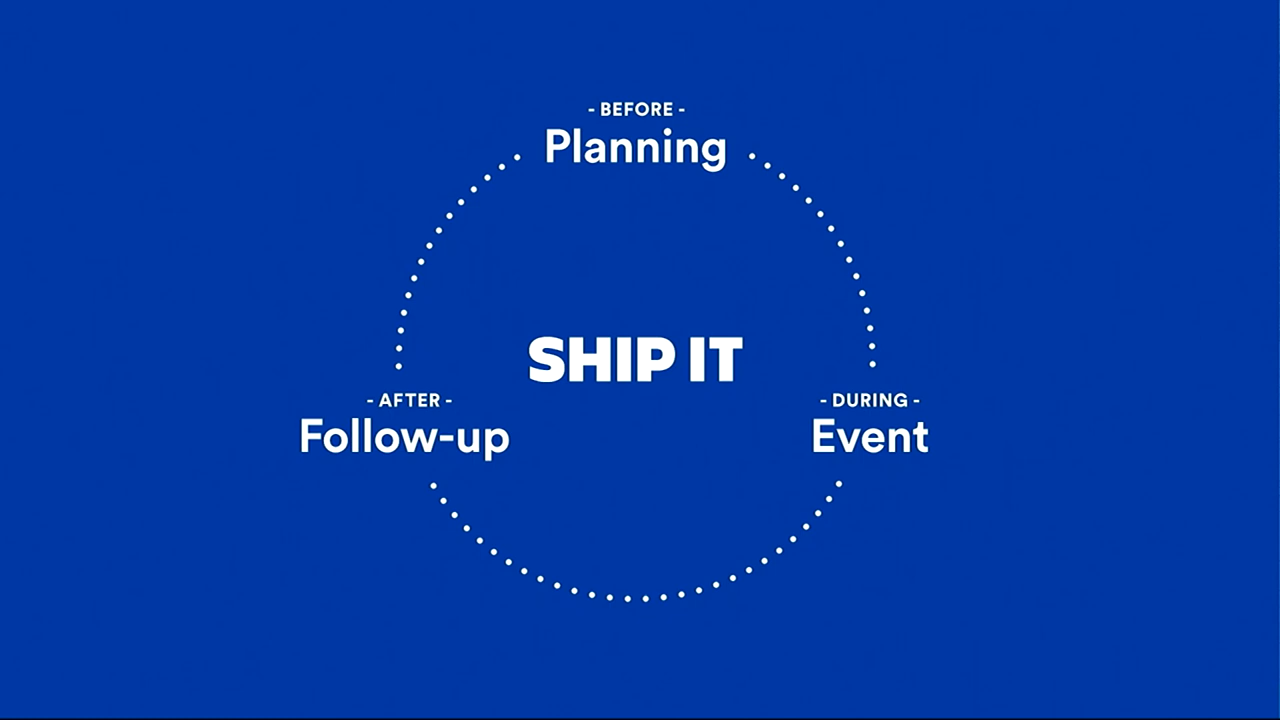 - BEFORE -
Planning
SHIP IT
- AFTER -
Follow-up
- DURING -
Event